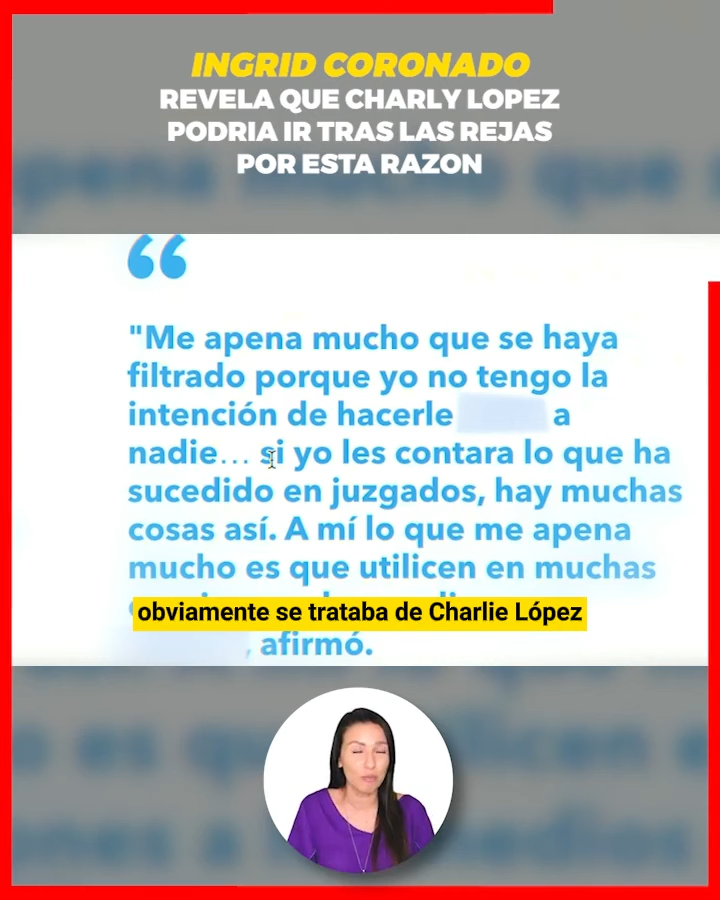 INGRID CORONADO
REVELA QUE CHARLY LOPEZ
PODRIA IR TRAS LAS REJAS
POR ESTA RAZON
“
"Me apena mucho que se haya
filtrado porque yo no tengo la
intención de hacerle a
nadie... si yo les contara lo que ha
sucedido en juzgados, hay muchas
cosas así. A mí lo que me apena
mucho es que utilicen en muchas
obviamente se trataba de Charlie López
, afirmó.